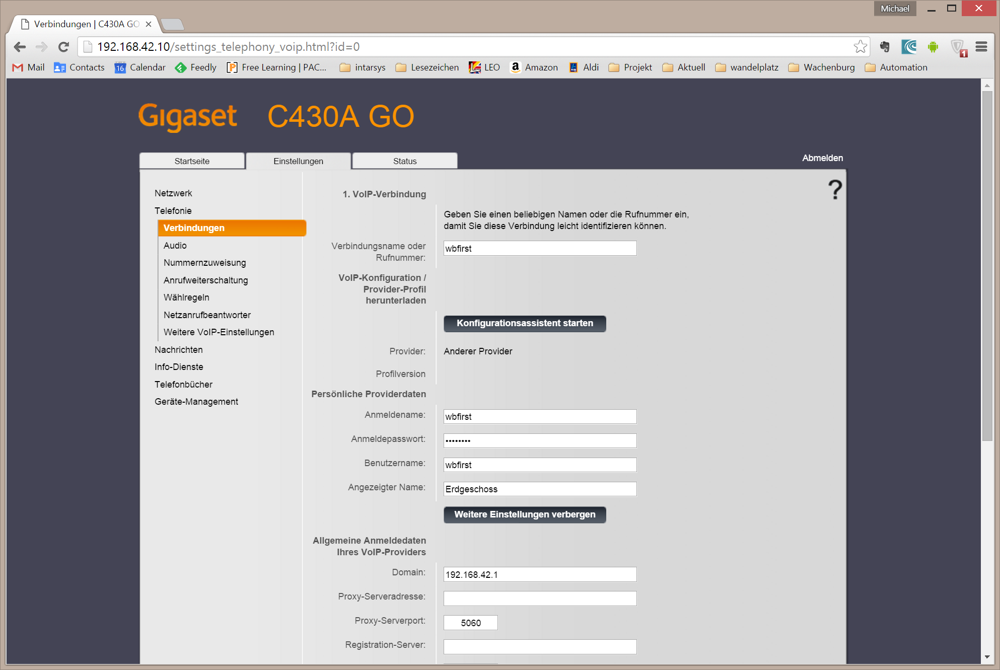 Michael
Verbindungen | C430A GO
192.168.42.10/settings_telephony_voip.html?id=0
1
Mail
Contacts
16 Calendar
Feedly
Free Learning | PAC...
intarsys
Lesezeichen
LEO
Amazon
Aldi
Projekt
Aktuell
wandelplatz
Wachenburg
Automation
Gigaset C430A GO
Startseite
Einstellungen
Status
Abmelden
?
Netzwerk
Telefonie
Verbindungen
Audio
Nummernzuweisung
Anrufweiterschaltung
Wählregeln
Netzanrufbeantworter
Weitere VoIP-Einstellungen
Nachrichten
Info-Dienste
Telefonbücher
Geräte-Management
1. VoIP-Verbindung
Geben Sie einen beliebigen Namen oder die Rufnummer ein,
damit Sie diese Verbindung leicht identifizieren können.
Verbindungsname oder
Rufnummer:
wbfirst
VoIP-Konfiguration /
Provider-Profil
herunterladen
Konfigurationsassistent starten
Provider: Anderer Provider
Profilversion
Persönliche Providerdaten
Anmeldename: wbfirst
Anmeldepasswort: ••••••••
Benutzername: wbfirst
Angezeigter Name: Erdgeschoss
Weitere Einstellungen verbergen
Allgemeine Anmeldedaten
Ihres VoIP-Providers
Domain: 192.168.42.1
Proxy-Serveradresse:
Proxy-Serverport: 5060
Registration-Server: